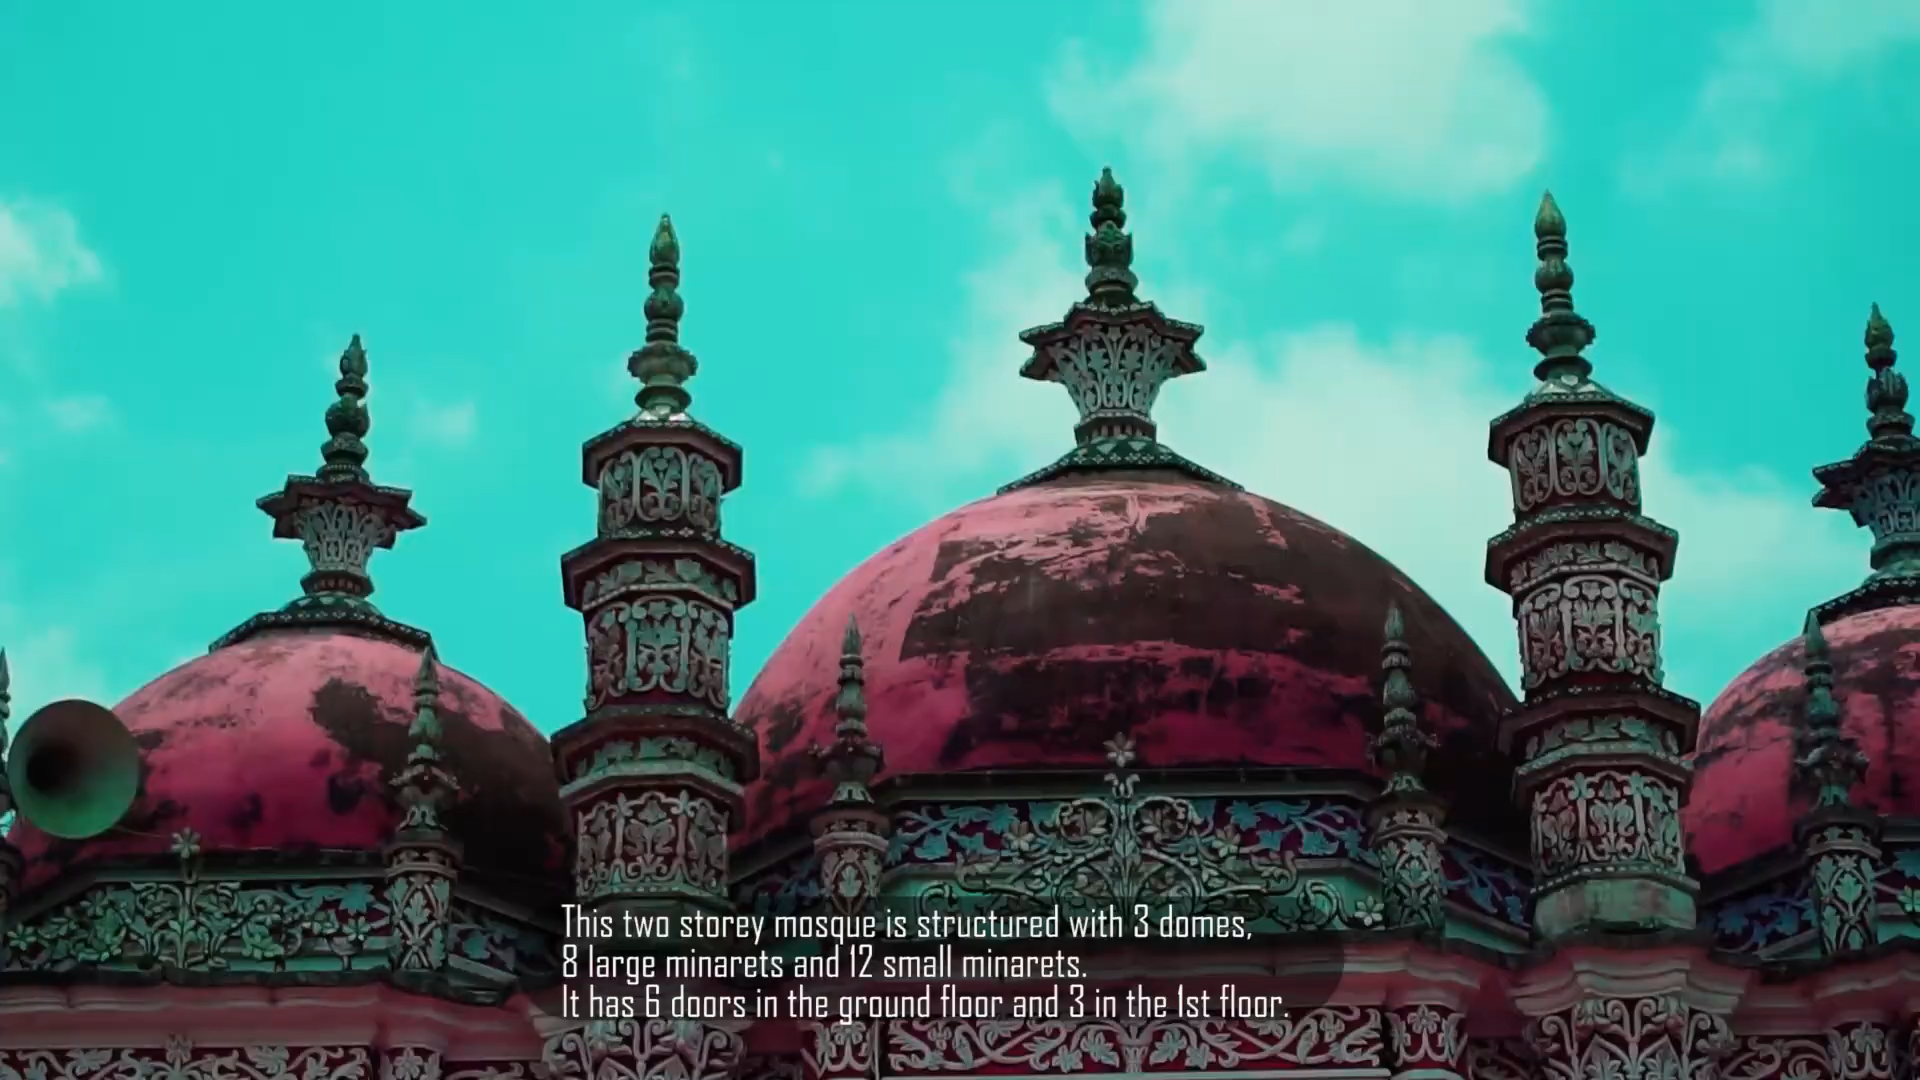 This two storey mosque is structured with 3 domes,
8 large minarets and 12 small minarets.
It has 6 doors in the ground floor and 3 in the 1st floor.